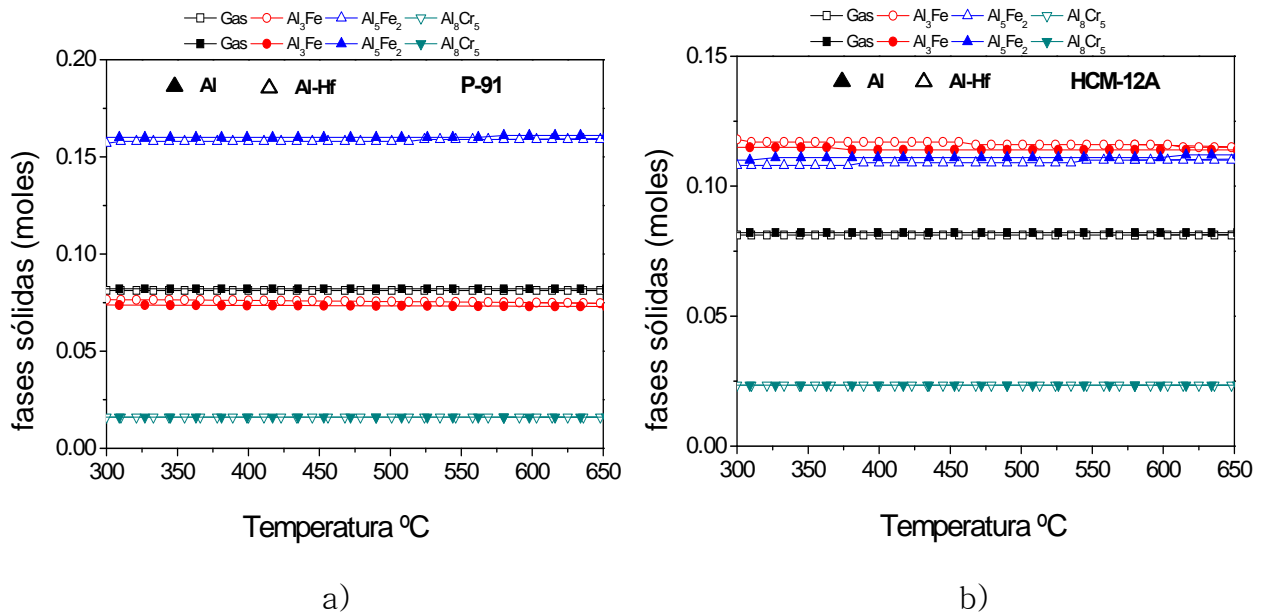 Gas Al3Fe Al5Fe2 Al8Cr5
Gas Al3Fe Al5Fe2 Al8Cr5
0.20
Al Al-Hf P-91
0.15
0.10
0.05
0.00
fases sólidas (moles)
300 350 400 450 500 550 600 650
Temperatura ºC
a)
Gas Al3Fe Al5Fe2 Al8Cr5
Gas Al3Fe Al5Fe2 Al8Cr5
0.15
Al Al-Hf HCM-12A
0.10
0.05
0.00
fases sólidas (moles)
300 350 400 450 500 550 600 650
Temperatura ºC
b)